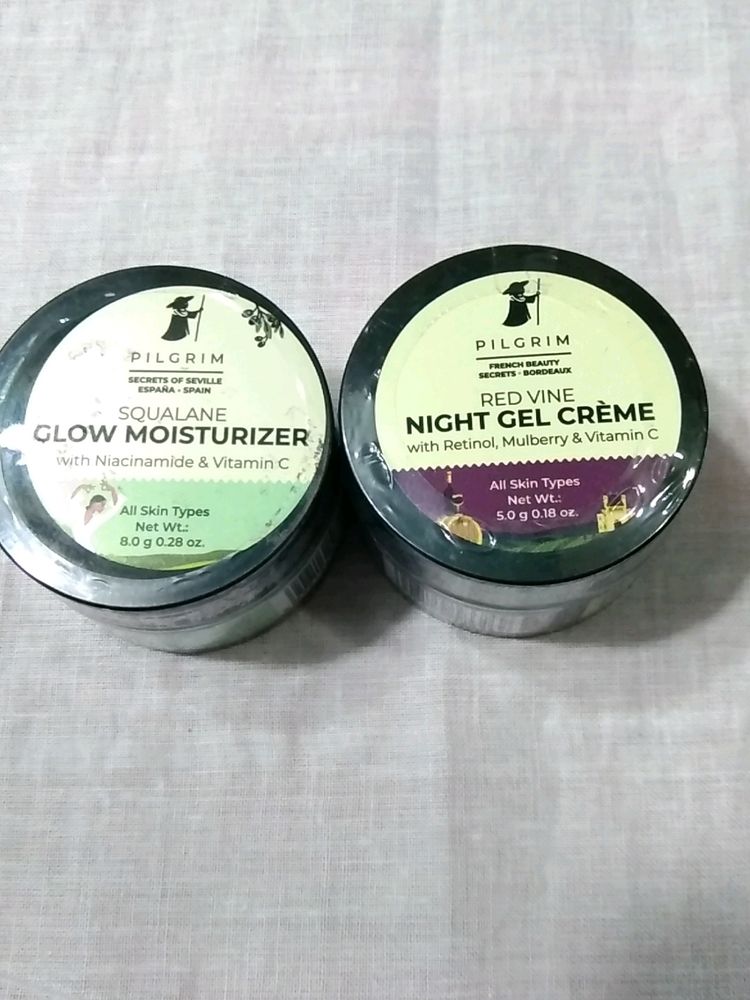 PILGRIM
SECRETS OF SEVILLE
ESPAÑA - SPAIN
SQUALANE
GLOW MOISTURIZER
with Niacinamide & Vitamin C
All Skin Types
Net Wt.:
8.0 g 0.28 oz.
PILGRIM
FRENCH BEAUTY
SECRETS - BORDEAUX
RED VINE
NIGHT GEL CRÈME
with Retinol, Mulberry & Vitamin C
All Skin Types
Net Wt.:
5.0 g 0.18 oz.